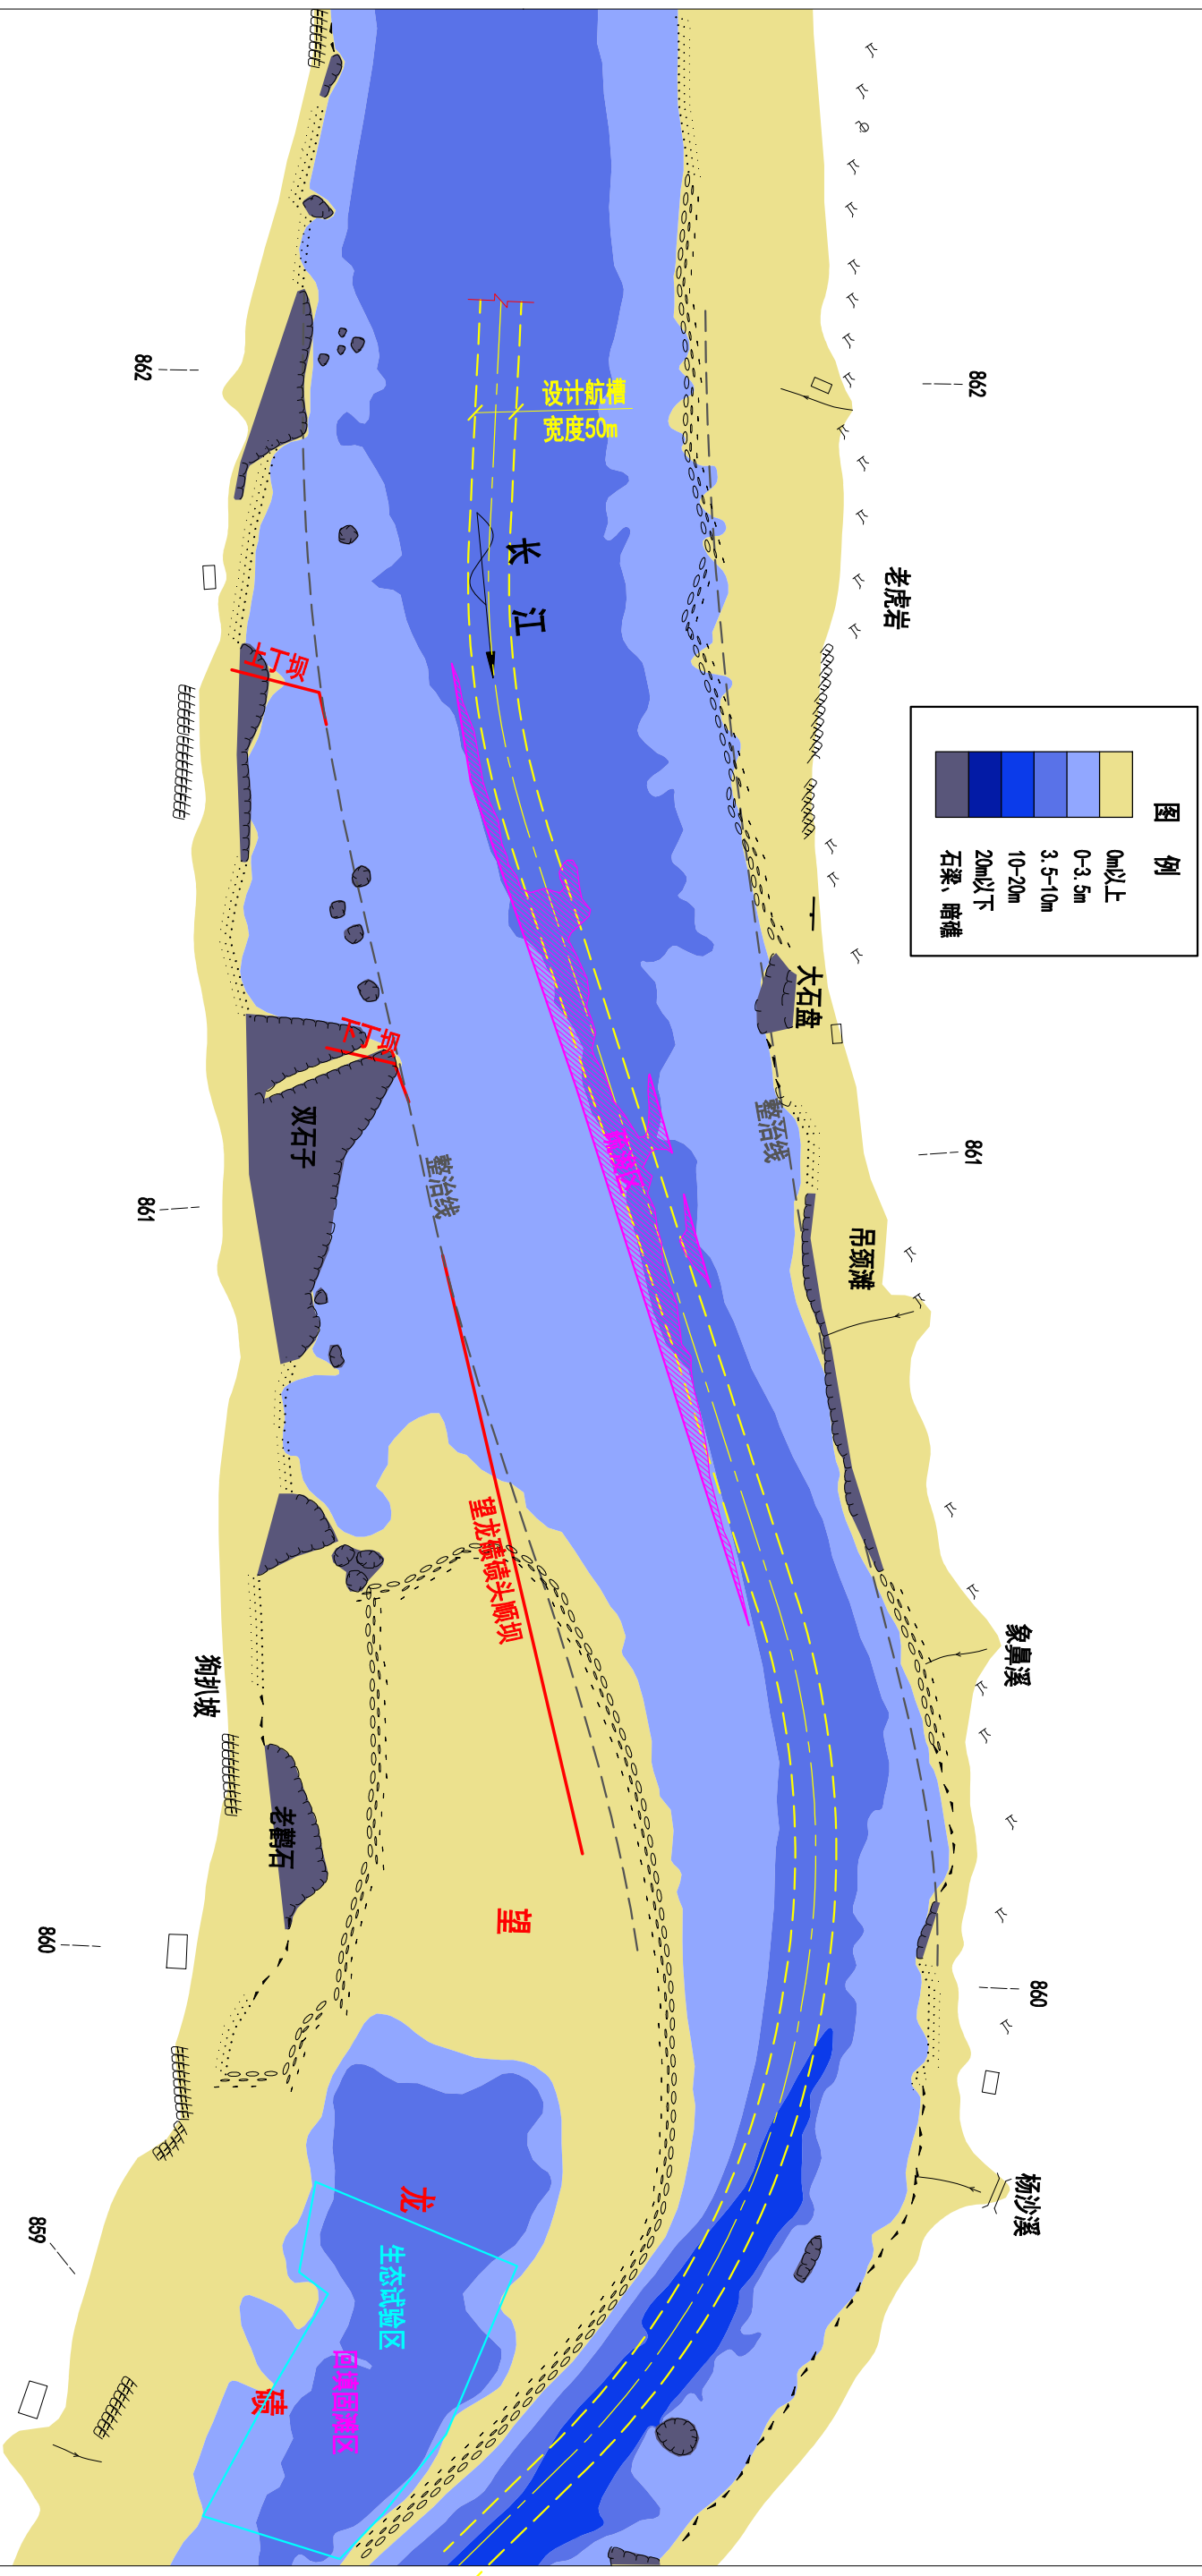 图 例
0m以上
0-3.5m
3.5-10m
10-20m
20m以下
石梁、暗礁
862
861
860
老虎岩
大石盘
吊颈滩
象鼻溪
杨沙溪
整治线
设计航槽
宽度50m
长 江
疏浚区
上丁坝
下丁坝
双石子
整治线
望龙碛碛头顺坝
狗扒坡
老鹳石
望
龙
碛
生态试验区
回填固滩区
862
861
860
859